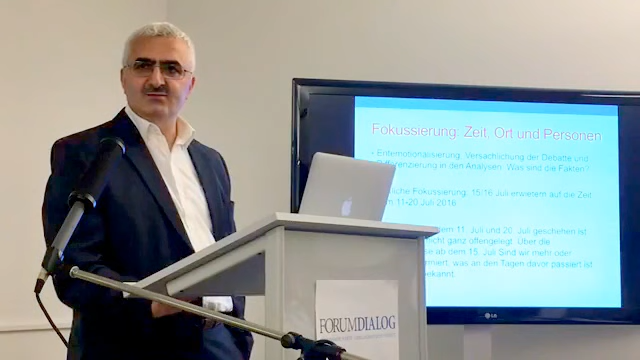 Fokussierung: Zeit, Ort und Personen
Entemotionalisierung: Versachlichung der Debatte und
Differenzierung in den Analysen: Was sind die Fakten?
liche Fokussierung: 15/16 Juli erweitern auf die Zeit
m 11-20 Juli 2016
em 11. Juli und 20. Juli geschehen ist
nicht ganz offengelegt. Über die
se ab dem 15. Juli Sind wir mehr oder
rmiert, was an den Tagen davor passiert ist
ekannt.
LG
FORUMDIALOG